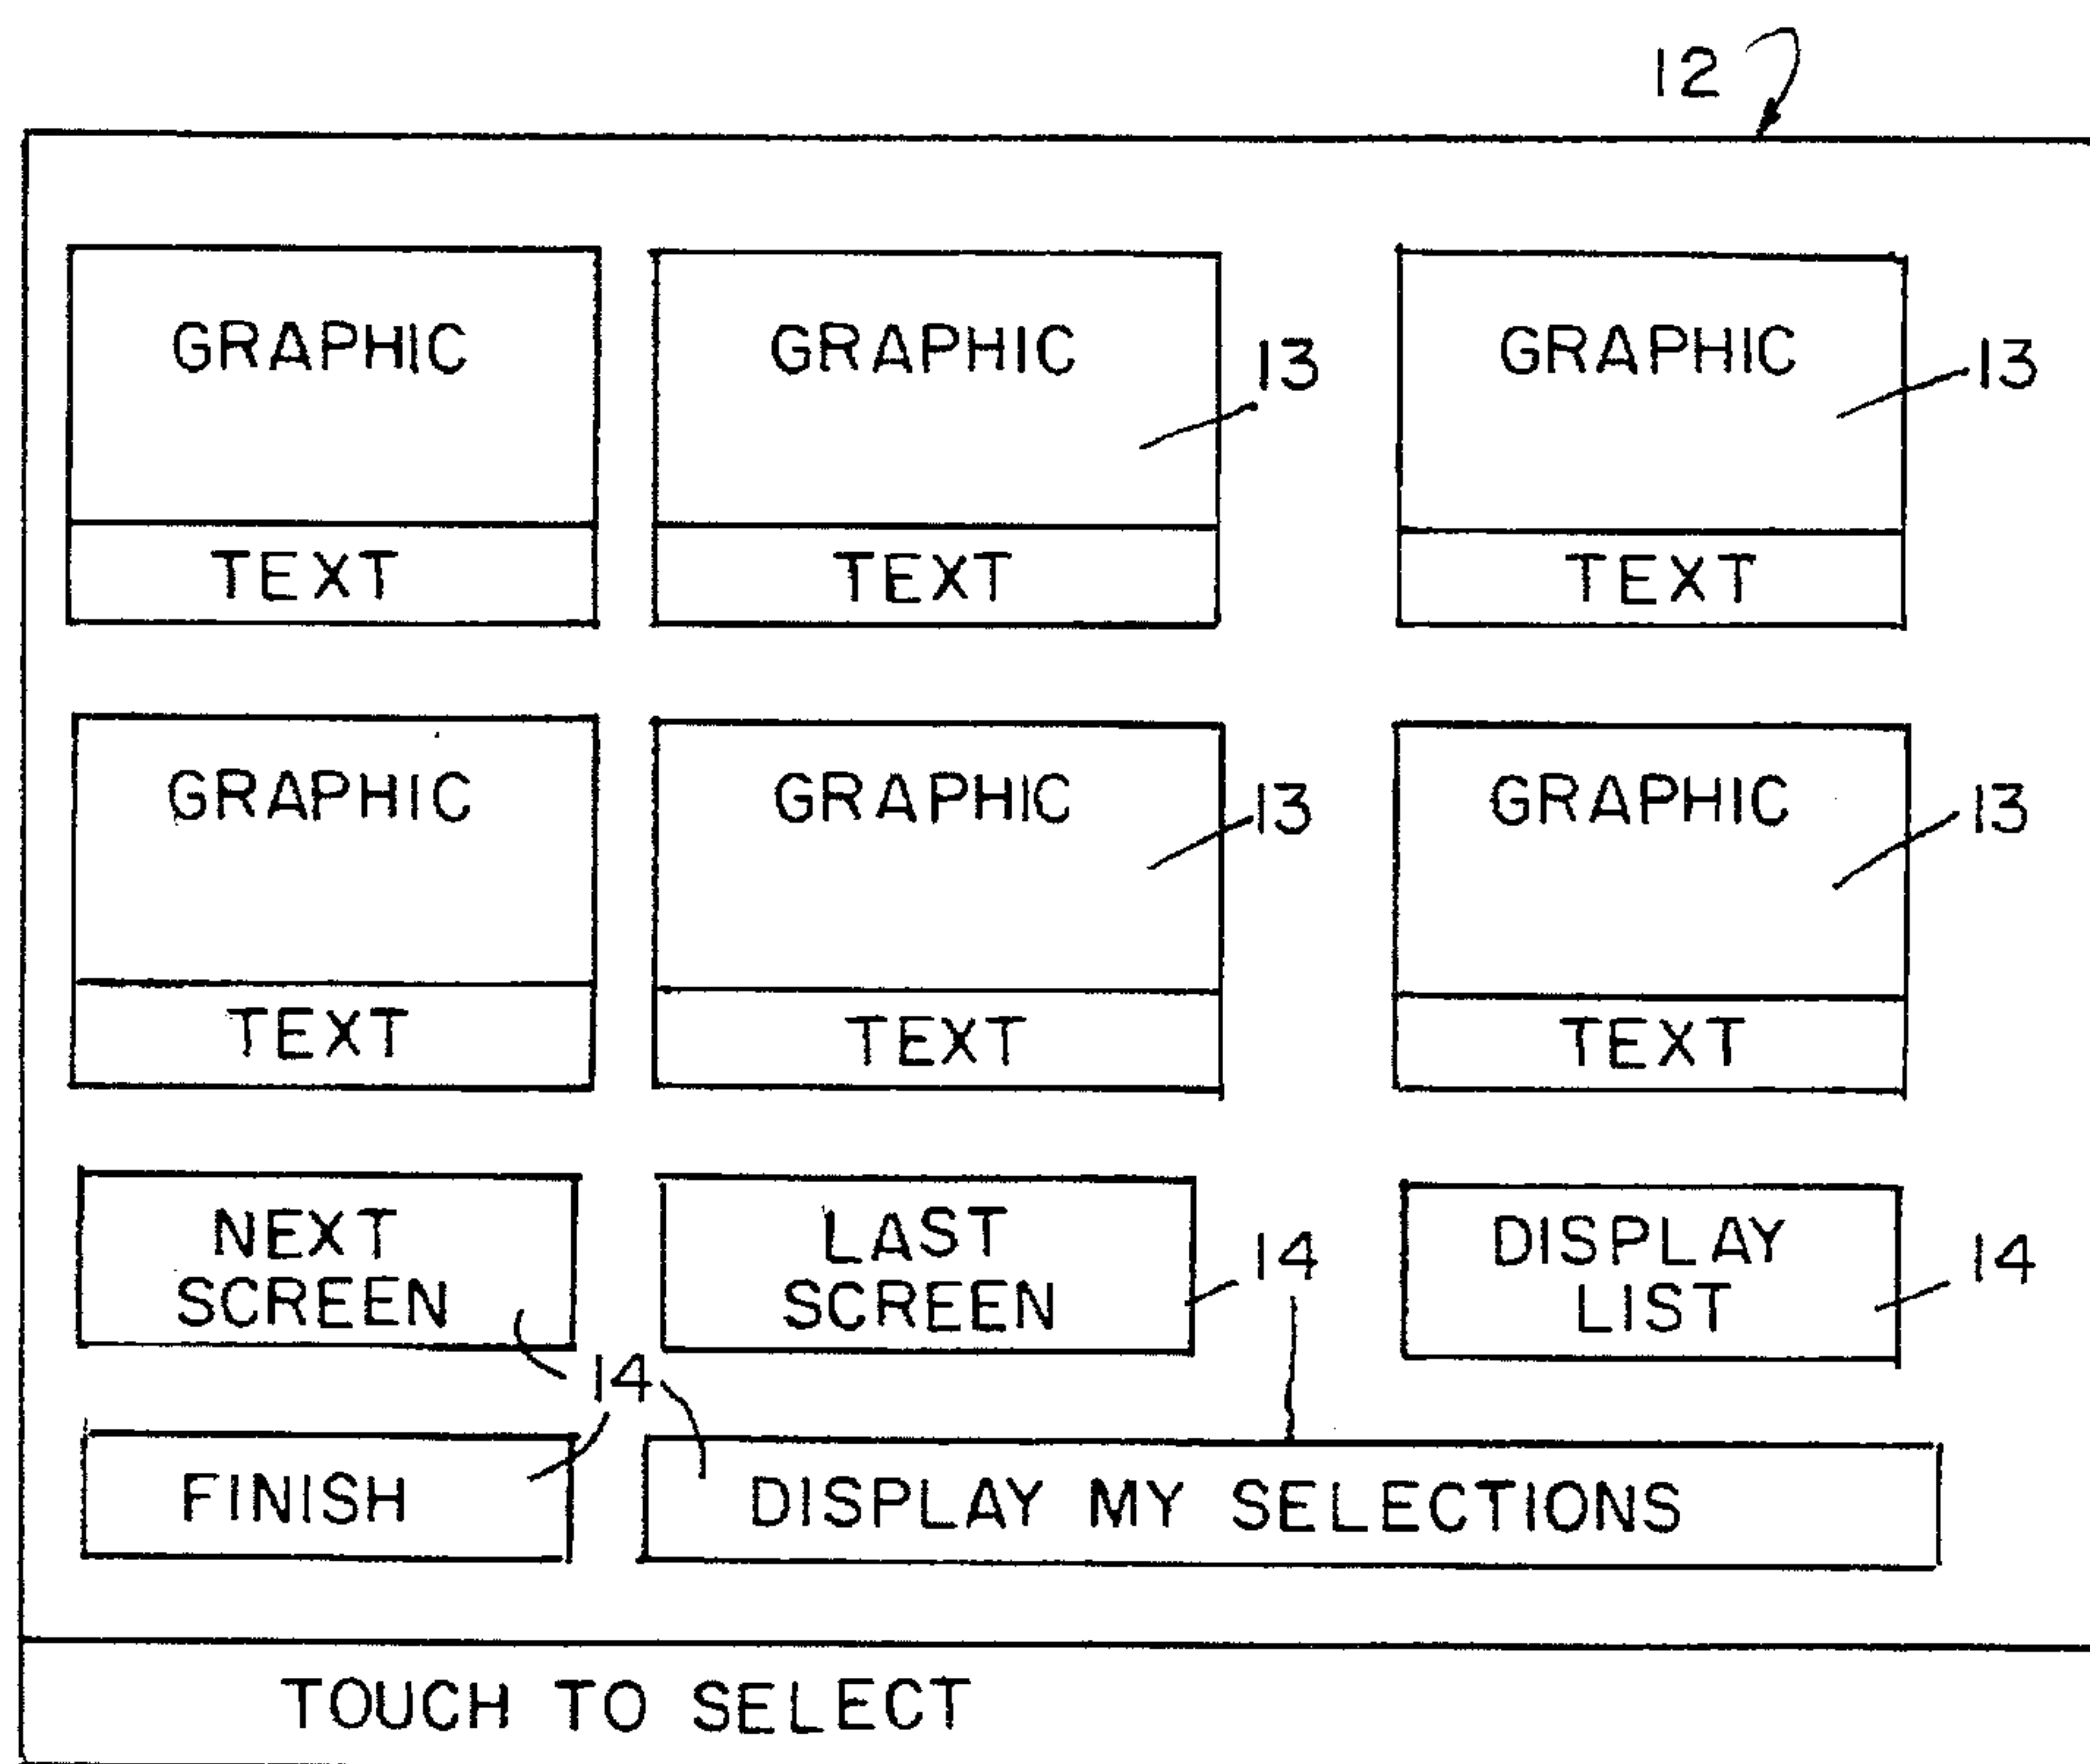 12
GRAPHIC GRAPHIC 13 GRAPHIC 13
TEXT TEXT TEXT
GRAPHIC GRAPHIC 13 GRAPHIC 13
TEXT TEXT TEXT
NEXT
SCREEN
LAST
SCREEN
14
DISPLAY
LIST
14
14
FINISH
DISPLAY MY SELECTIONS
TOUCH TO SELECT